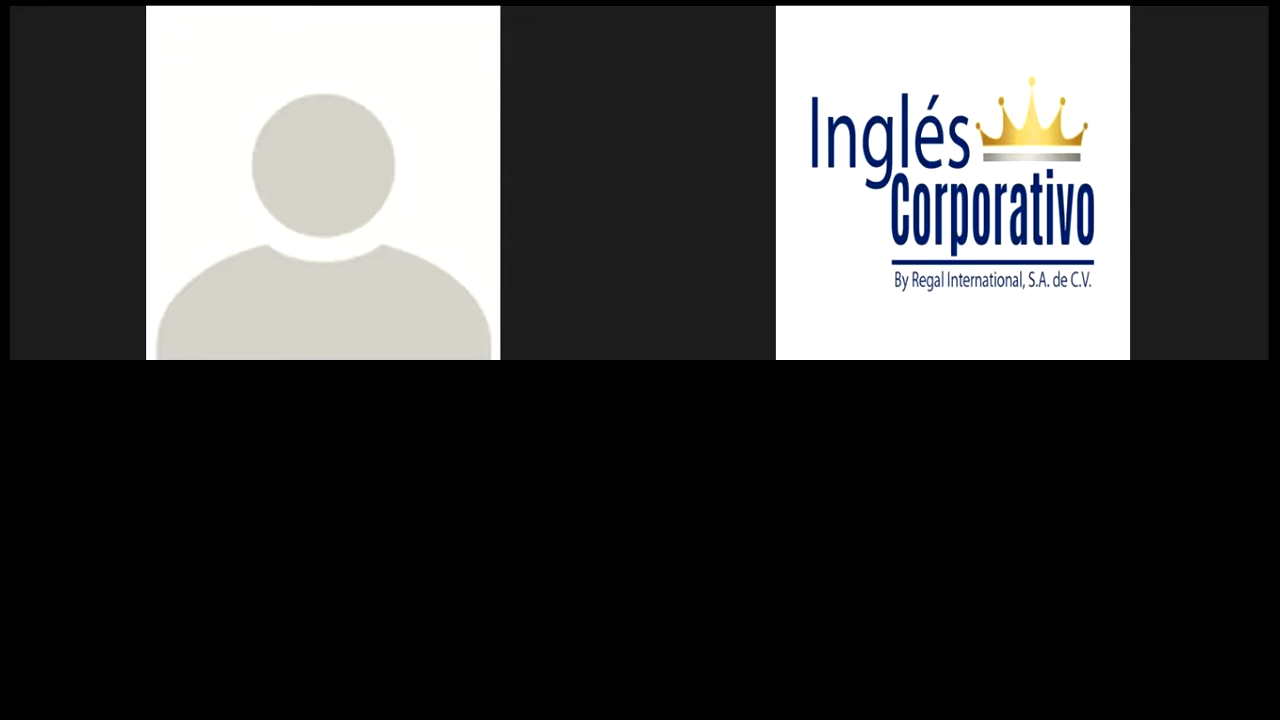 Inglés
Corporativo
By Regal International, S.A. de C.V.